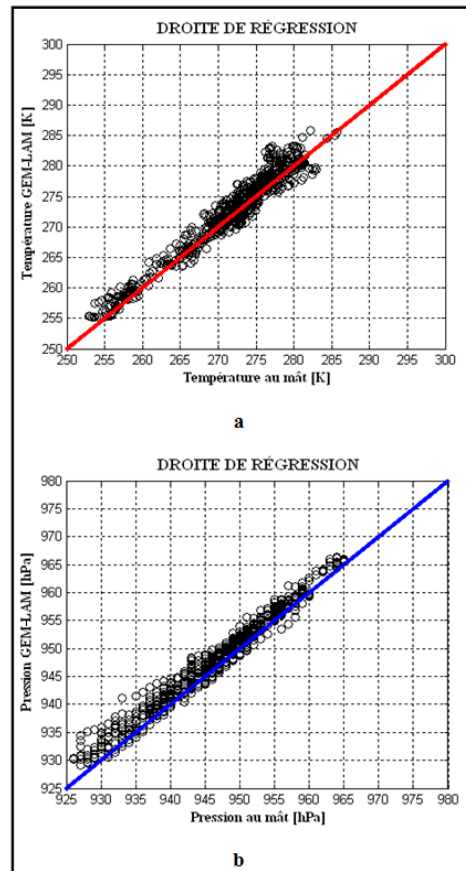 DROITE DE RÉGRESSION
300
295
290
285
280
275
270
265
260
255
250
Température GEM-LAM [K]
250 255 260 265 270 275 280 285 290 295 300
Température au mât [K]
a
DROITE DE RÉGRESSION
980
975
970
965
960
955
950
945
940
935
930
925
Pression GEM-LAM [hPa]
925 930 935 940 945 950 955 960 965 970 975 980
Pression au mât [hPa]
b